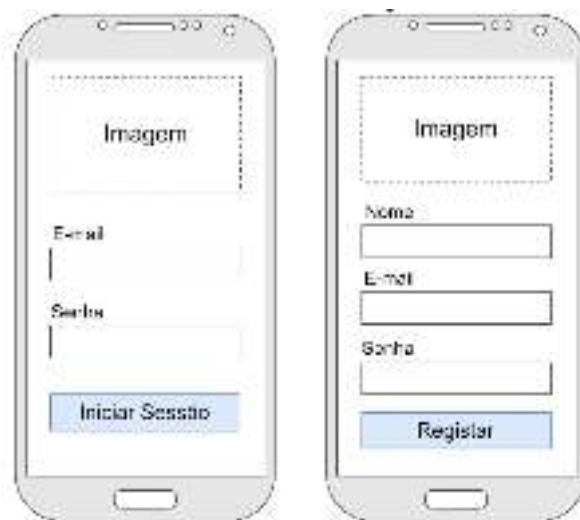 Imagem
E-mail
Senha
Iniciar Sessão
Imagem
Nome
E-mail
Senha
Registar